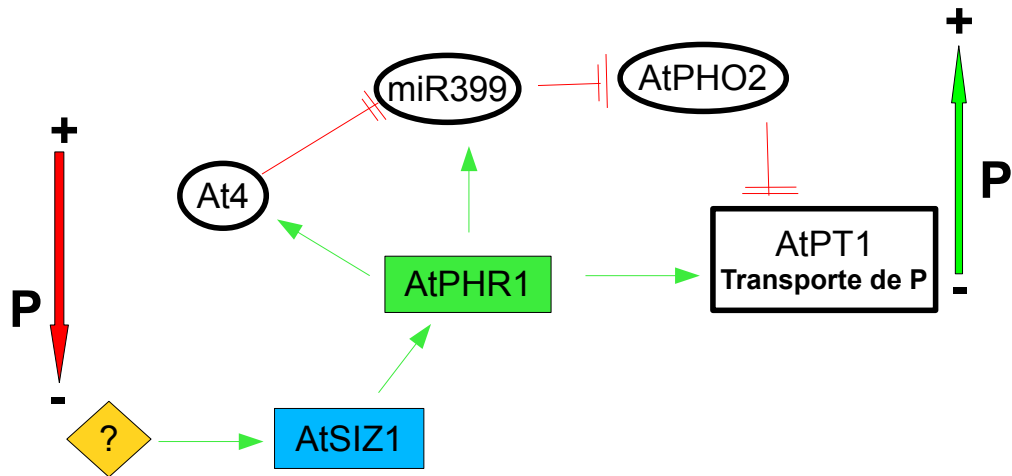 +
miR399
AtPHO2
+
At4
P
AtPT1
Transporte de P
P
-
AtPHR1
-
?
AtSIZ1